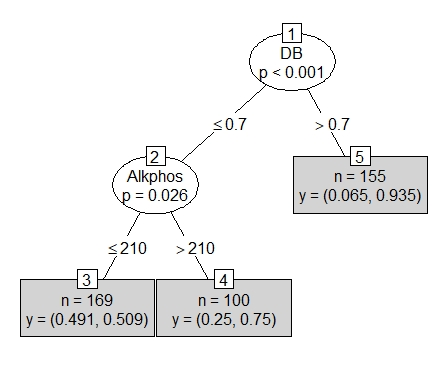 1
DB
p < 0.001
≤ 0.7
> 0.7
2
Alkphos
p = 0.026
5
n = 155
y = (0.065, 0.935)
≤ 210
> 210
3
n = 169
y = (0.491, 0.509)
4
n = 100
y = (0.25, 0.75)